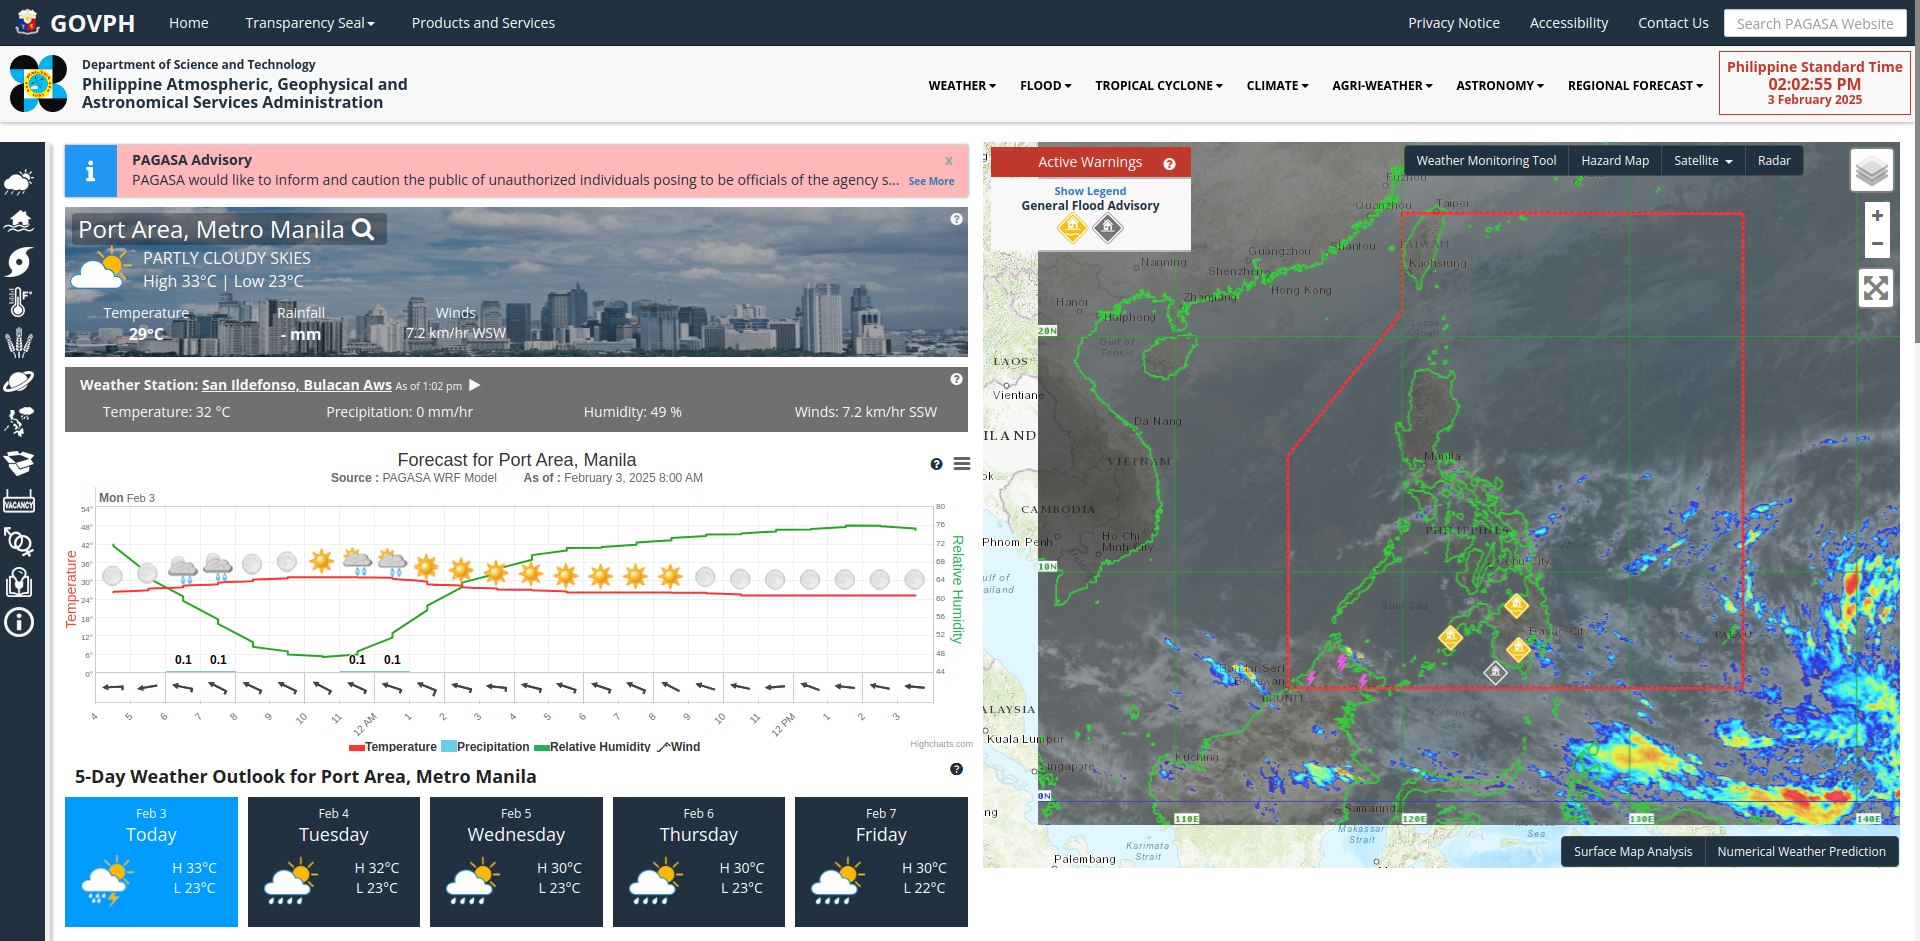 GOVPH
Home
Transparency Seal
Products and Services
Privacy Notice
Accessibility
Contact Us
Search PAGASA Website
Department of Science and Technology
Philippine Atmospheric, Geophysical and
Astronomical Services Administration
WEATHER
FLOOD
TROPICAL CYCLONE
CLIMATE
AGRI-WEATHER
ASTRONOMY
REGIONAL FORECAST
Philippine Standard Time
02:02:55 PM
3 February 2025
VACANCY
PAGASA Advisory
x
PAGASA would like to inform and caution the public of unauthorized individuals posing to be officials of the agency s...
See More
Port Area, Metro Manila
PARTLY CLOUDY SKIES
High 33°C | Low 23°C
Temperature
Rainfall
Winds
29°C
- mm
7.2 km/hr WSW
Weather Station: San Ildefonso, Bulacan Aws As of 1:02 pm
Temperature: 32 °C
Precipitation: 0 mm/hr
Humidity: 49 %
Winds: 7.2 km/hr SSW
Forecast for Port Area, Manila
Source : PAGASA WRF Model As of : February 3, 2025 8:00 AM
Mon Feb 3
54°
48°
42°
36°
30°
24°
18°
12°
6°
0°
Temperature
80
76
72
68
64
60
56
52
48
44
Relative Humidity
0.1
0.1
0.1
0.1
4
5
6
7
8
9
10
11
12 AM
1
2
3
4
5
6
7
8
9
10
11
12 PM
1
2
3
Temperature
Precipitation
Relative Humidity
Wind
Highcharts.com
5-Day Weather Outlook for Port Area, Metro Manila
Feb 3
Today
H 33°C
L 23°C
Feb 4
Tuesday
H 32°C
L 23°C
Feb 5
Wednesday
H 30°C
L 23°C
Feb 6
Thursday
H 30°C
L 23°C
Feb 7
Friday
H 30°C
L 22°C
Active Warnings
Show Legend
General Flood Advisory
Weather Monitoring Tool
Hazard Map
Satellite
Radar
+
−
Fuzhou
Quanzhou
Taipei
TAIWAN
Kaohsiung
Shantou
Guangzhou
Shenzhen
Hong Kong
Nanning
Zhanjiang
Hanoi
Haiphong
Gulf of
Tonkin
Luzon
Strait
20N
LAOS
Vientiane
Da Nang
ILAND
VIETNAM
Manila
ok
CAMBODIA
PHILIPPINES
Phnom Penh
Ho Chi
Minh City
Cebu City
10N
ulf of
ailand
Sulu Sea
Davao City
PALAU
Bandar Seri
Begawan
BRUNEI
ALAYSIA
Celebes
Sea
Kuala Lumpur
Kuching
Singapore
0N
ng
Samarinda
110E
120E
130E
140E
Makassar
Strait
Molucca
Sea
Karimata
Strait
Palembang
Surface Map Analysis
Numerical Weather Prediction